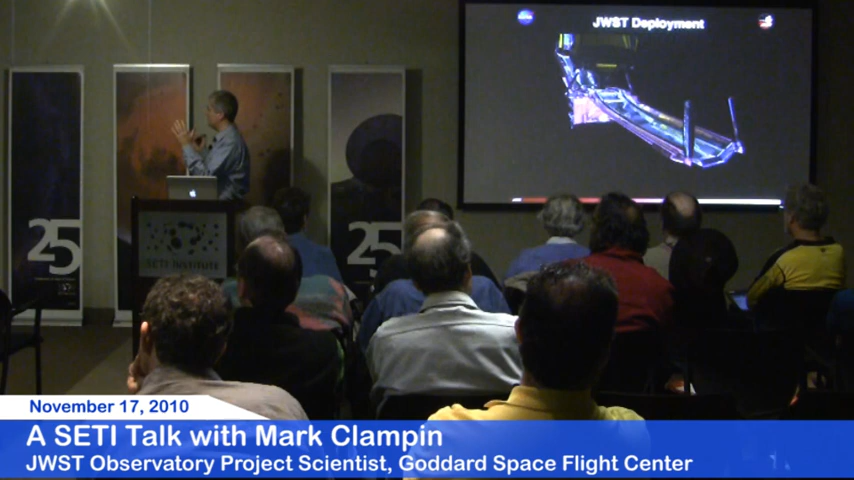 JWST Deployment
25
25
SETI INSTITUTE
November 17, 2010
A SETI Talk with Mark Clampin
JWST Observatory Project Scientist, Goddard Space Flight Center